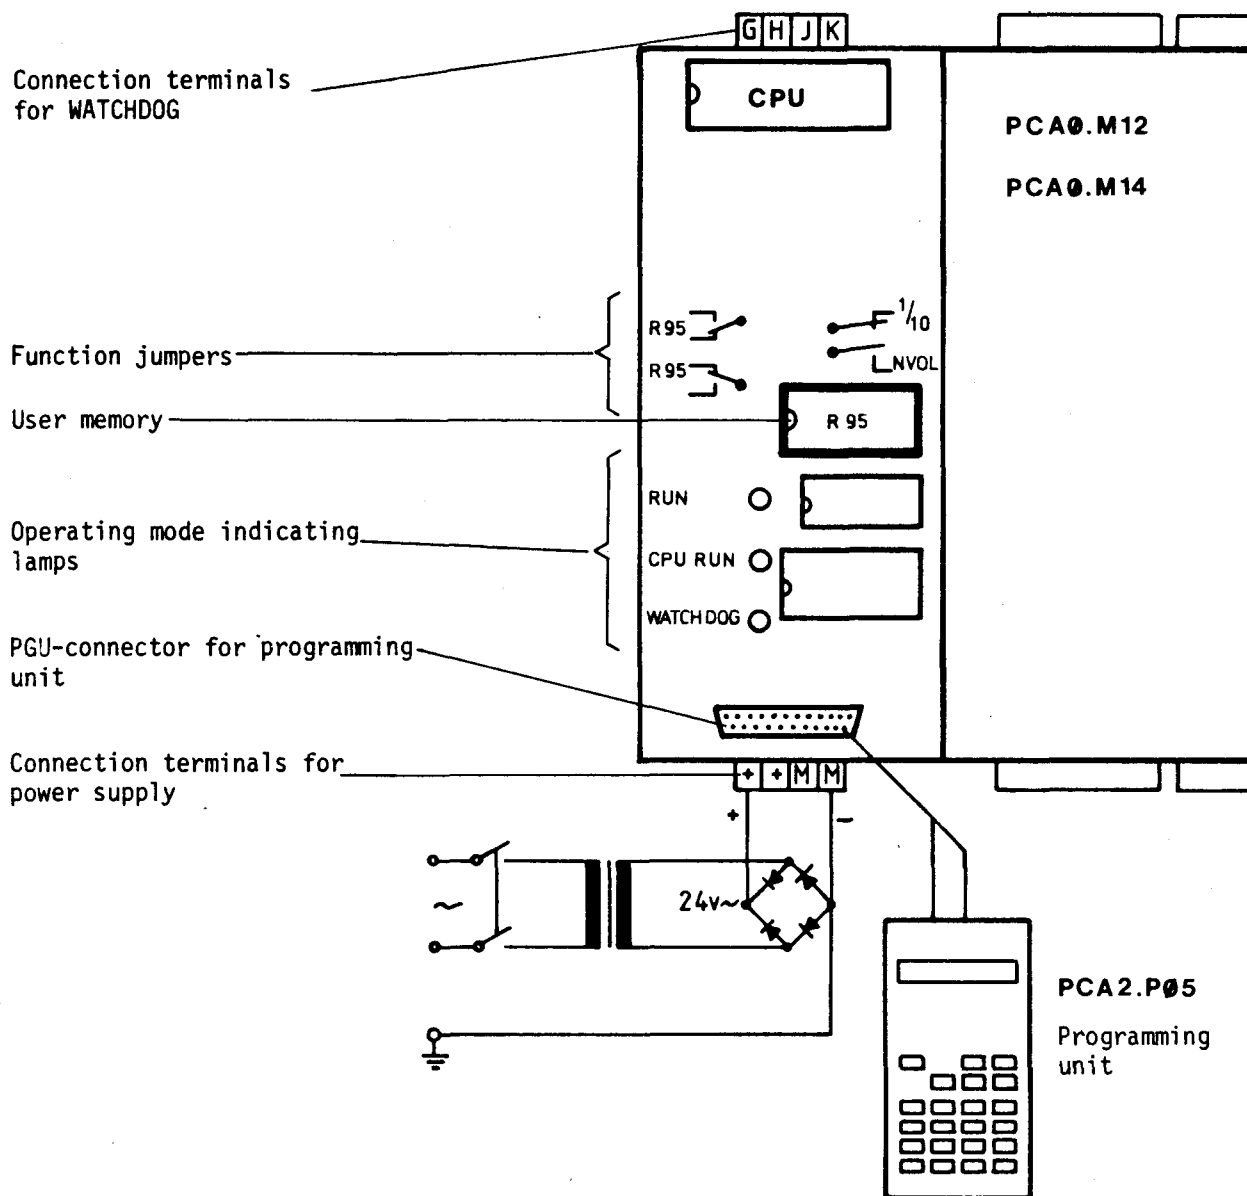 G H J K
Connection terminals
for WATCHDOG
CPU
PCA0.M12
PCA0.M14
R95
1/10
Function jumpers
R95
NVOL
User memory
R 95
RUN
Operating mode indicating
lamps
CPU RUN
WATCHDOG
PGU-connector for programming
unit
Connection terminals for
power supply
+ + M M
+ −
24v~
~
PCA2.P05
Programming
unit